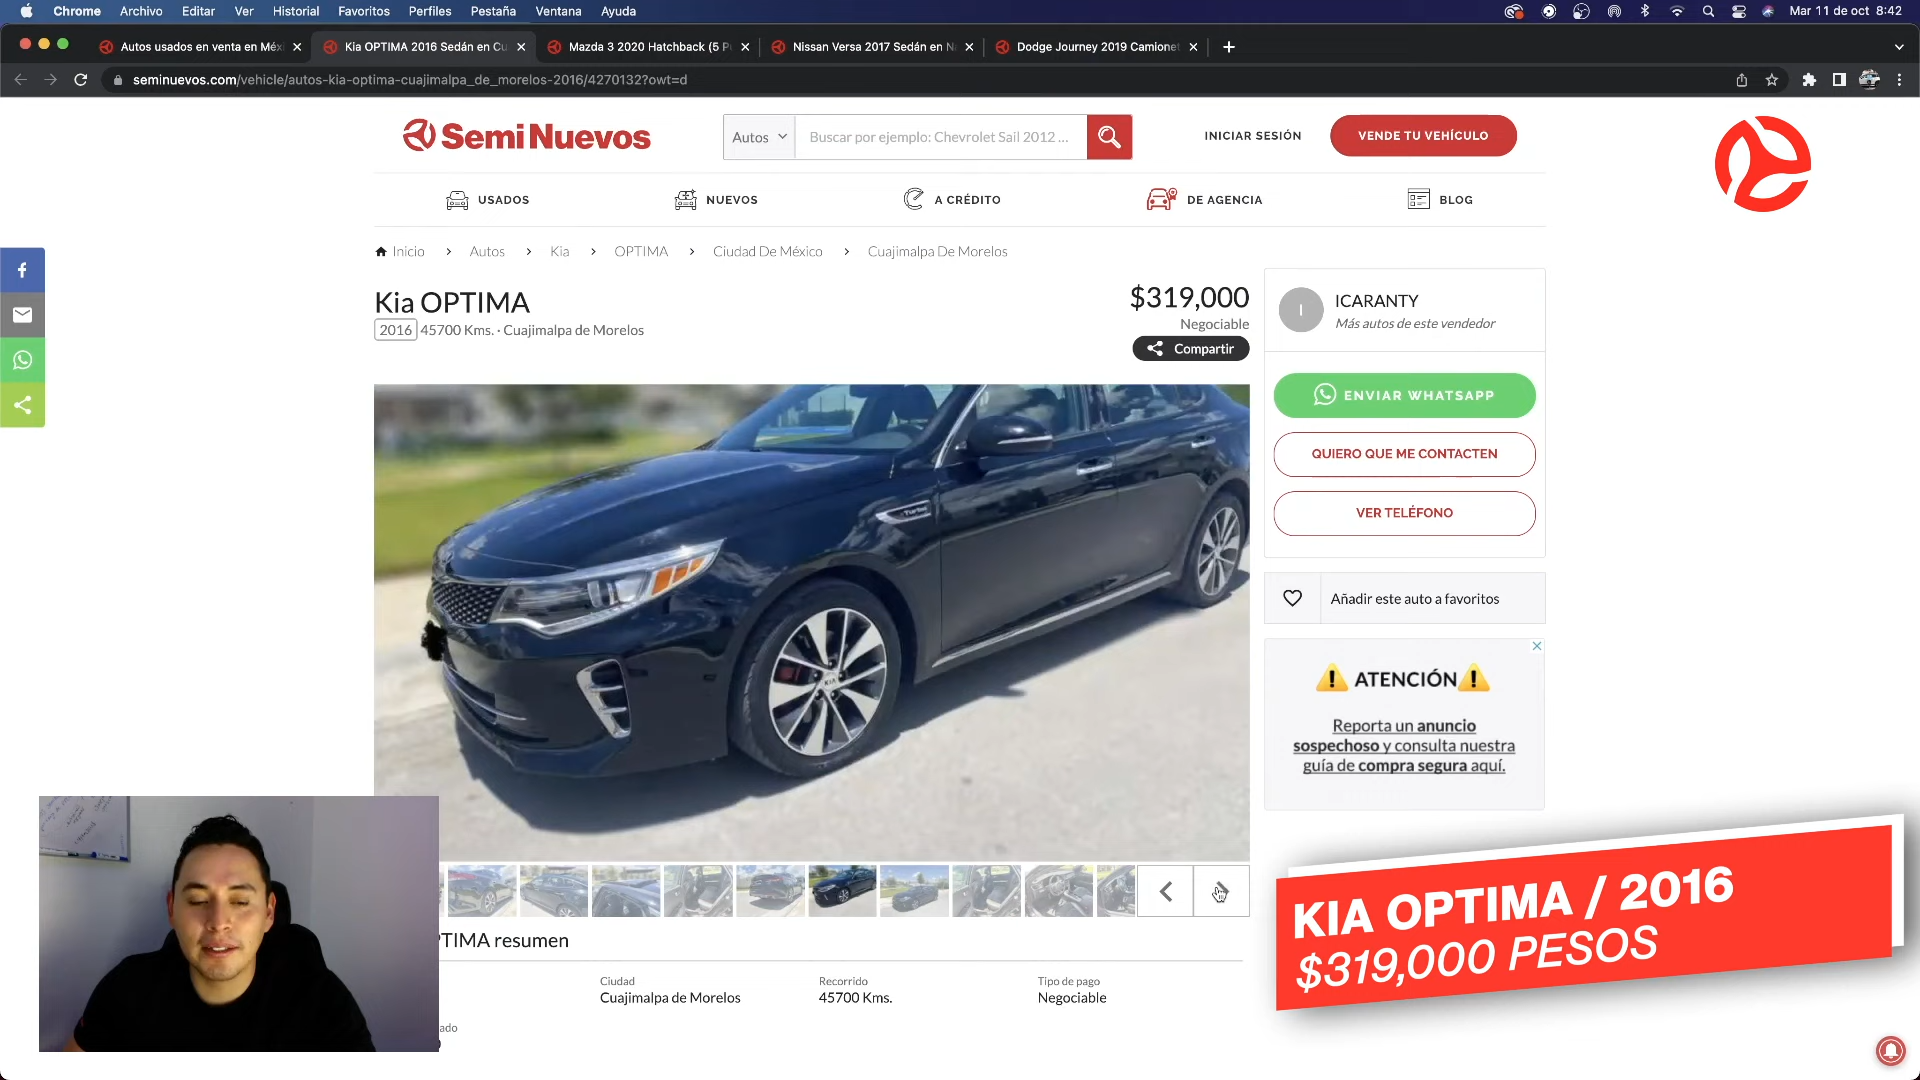 Chrome Archivo Editar Ver Historial Favoritos Perfiles Pestaña Ventana Ayuda Mar 11 de oct 8:42
Autos usados en venta en Méxi Kia OPTIMA 2016 Sedán en Cu Mazda 3 2020 Hatchback (5 P Nissan Versa 2017 Sedán en N Dodge Journey 2019 Camionet
seminuevos.com/vehicle/autos-kia-optima-cuajimalpa_de_morelos-2016/4270132?owt=d
SemiNuevos Autos Buscar por ejemplo: Chevrolet Sail 2012 ... INICIAR SESIÓN VENDE TU VEHÍCULO
USADOS NUEVOS A CRÉDITO DE AGENCIA BLOG
Inicio > Autos > Kia > OPTIMA > Ciudad De México > Cuajimalpa De Morelos
Kia OPTIMA
2016 45700 Kms. · Cuajimalpa de Morelos
$319,000
Negociable
Compartir
I
ICARANTY
Más autos de este vendedor
ENVIAR WHATSAPP
QUIERO QUE ME CONTACTEN
VER TELÉFONO
Añadir este auto a favoritos
ATENCIÓN
Reporta un anuncio
sospechoso y consulta nuestra
guía de compra segura aquí.
Turbo
KIA
TIMA resumen
Ciudad Recorrido Tipo de pago
Cuajimalpa de Morelos 45700 Kms. Negociable
ado
KIA OPTIMA / 2016
$319,000 PESOS